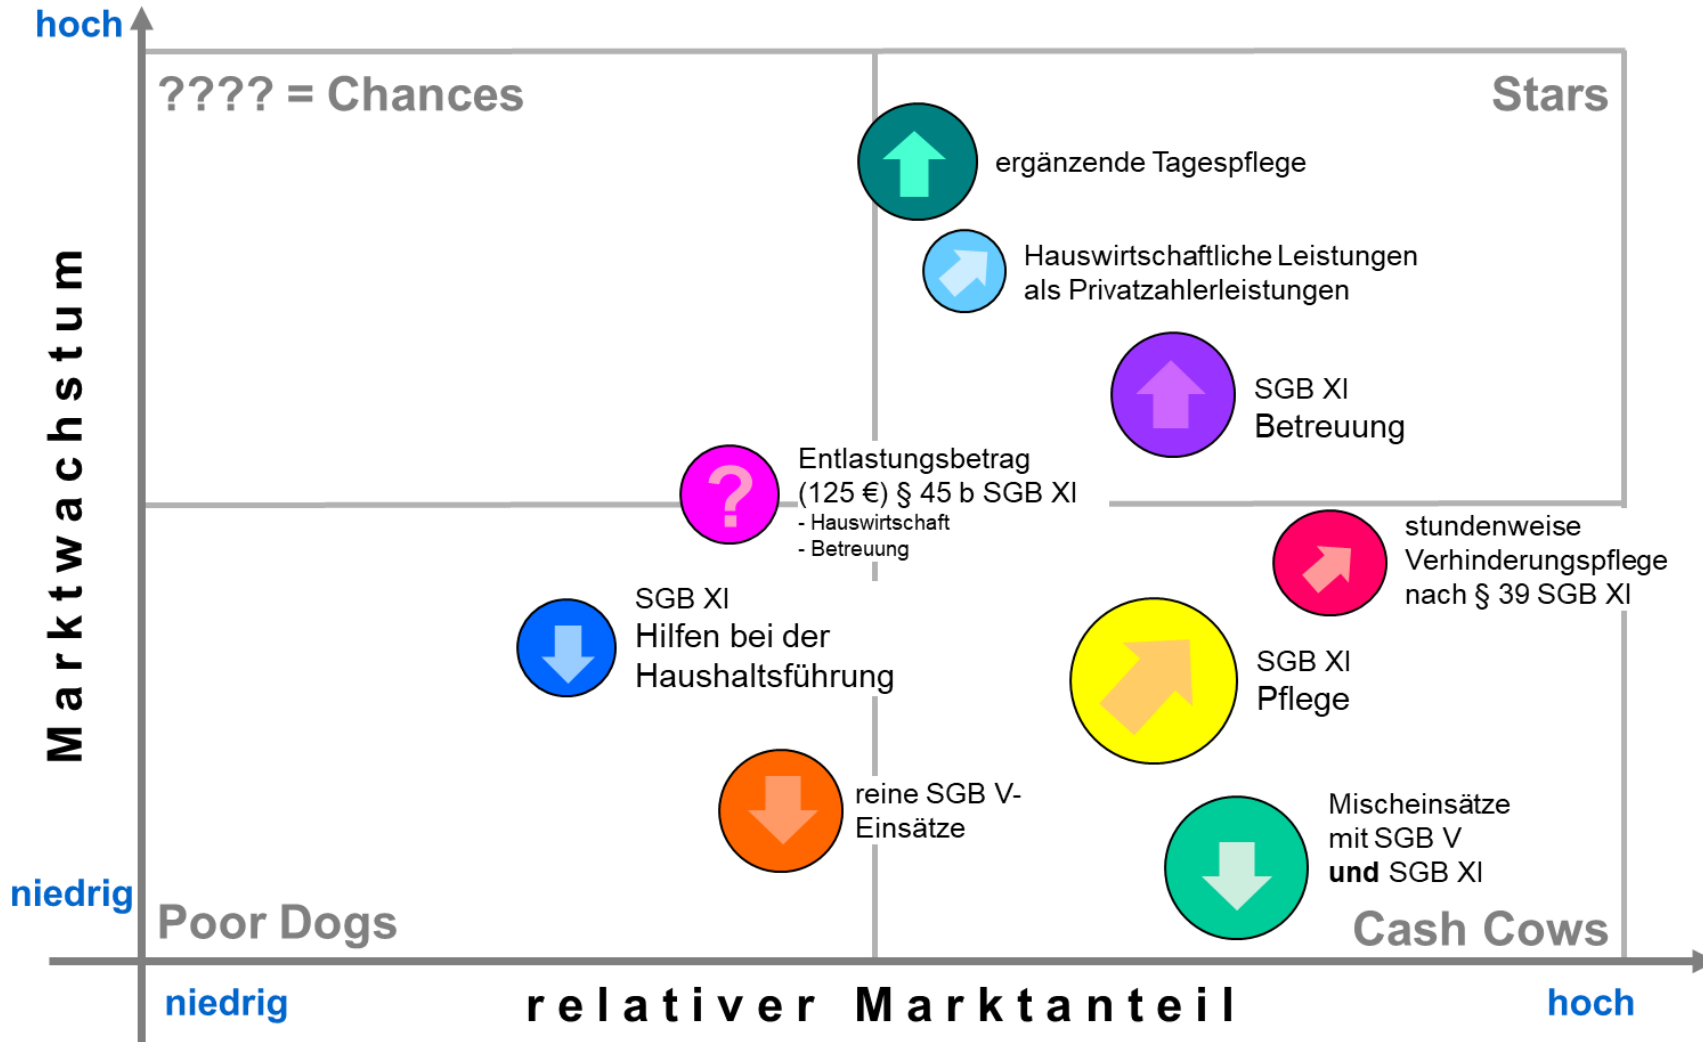 hoch
???? = Chances
Stars
ergänzende Tagespflege
Hauswirtschaftliche Leistungen
als Privatzahlerleistungen
SGB XI
Betreuung
Marktwachstum
?
Entlastungsbetrag
(125 €) § 45 b SGB XI
- Hauswirtschaft
- Betreuung
stundenweise
Verhinderungspflege
nach § 39 SGB XI
SGB XI
Hilfen bei der
Haushaltsführung
SGB XI
Pflege
reine SGB V-
Einsätze
Mischeinsätze
mit SGB V
und SGB XI
niedrig
Poor Dogs
Cash Cows
niedrig
relativer Marktanteil
hoch